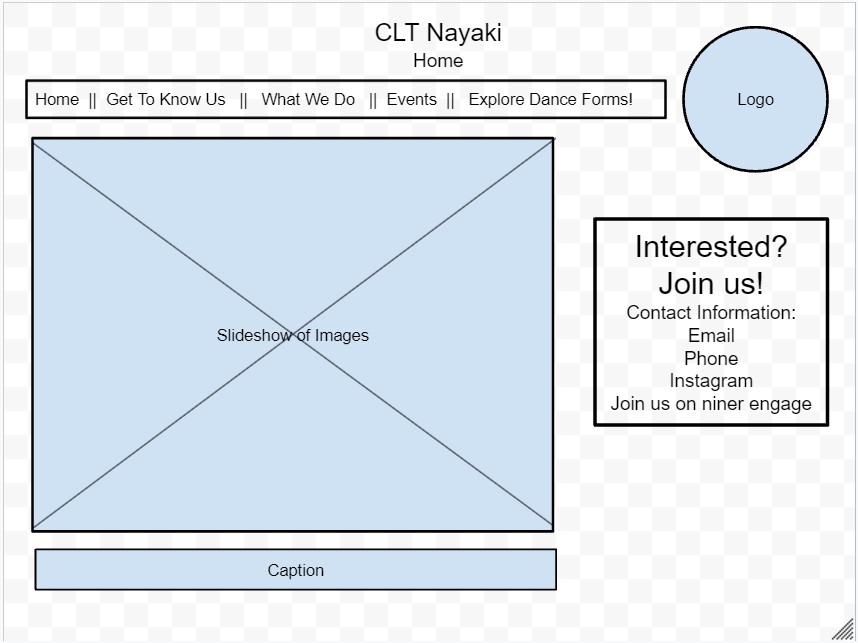 CLT Nayaki
Home
Home || Get To Know Us || What We Do || Events || Explore Dance Forms!
Logo
Slideshow of Images
Interested?
Join us!
Contact Information:
Email
Phone
Instagram
Join us on niner engage
Caption